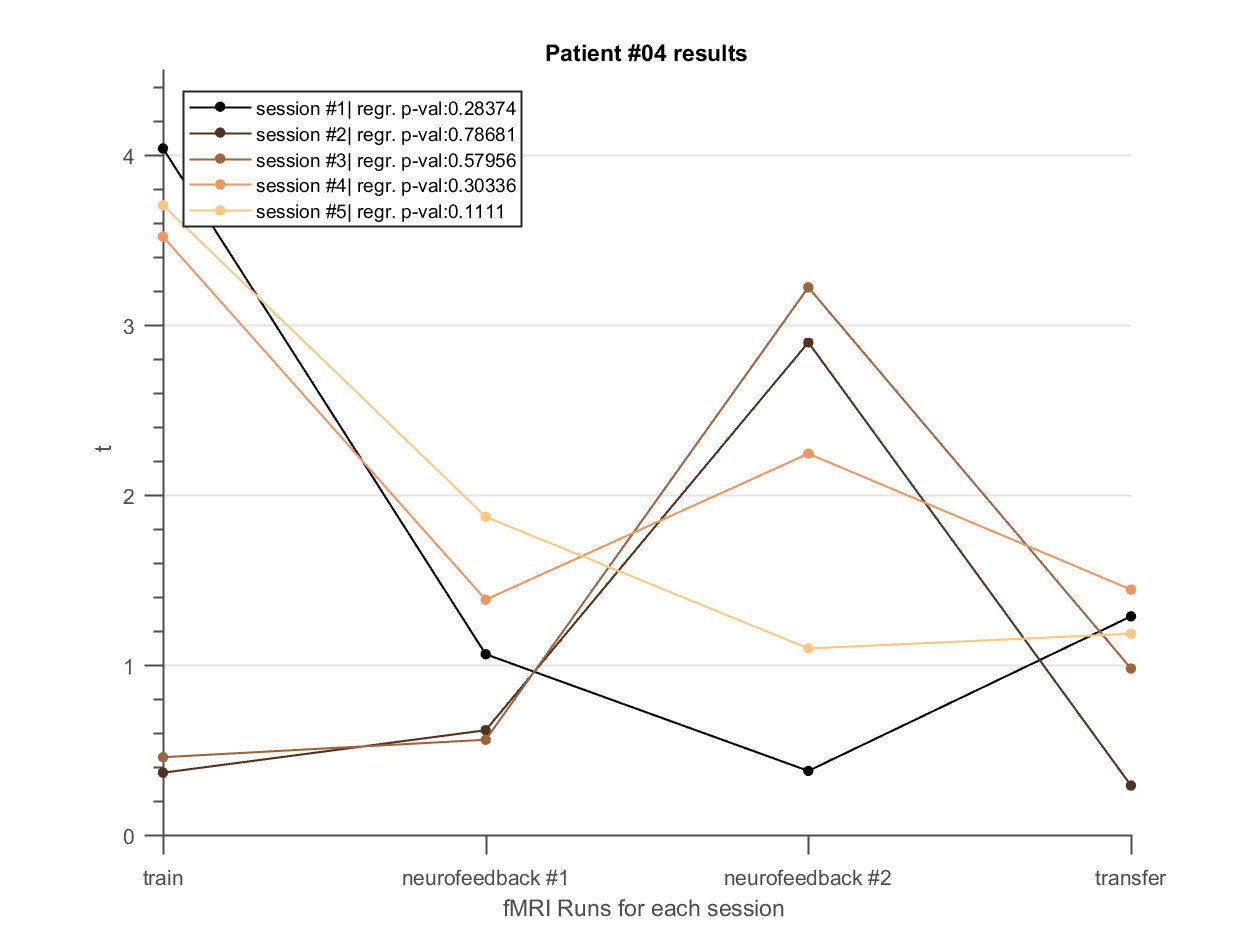 Patient #04 results
session #1| regr. p-val:0.28374
session #2| regr. p-val:0.78681
session #3| regr. p-val:0.57956
session #4| regr. p-val:0.30336
session #5| regr. p-val:0.1111
4
3
t
2
1
0
train neurofeedback #1 neurofeedback #2 transfer
fMRI Runs for each session